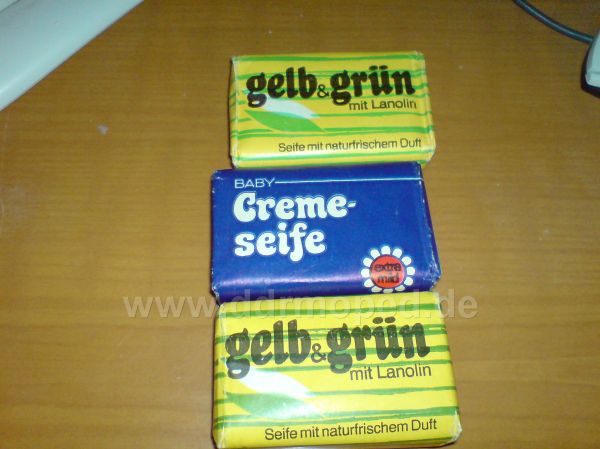 gelb&grün
mit Lanolin
Seife mit naturfrischem Duft
BABY
Creme-
seife
extra
mild
www.ddrmoped.de
gelb&grün
mit Lanolin
Seife mit naturfrischem Duft